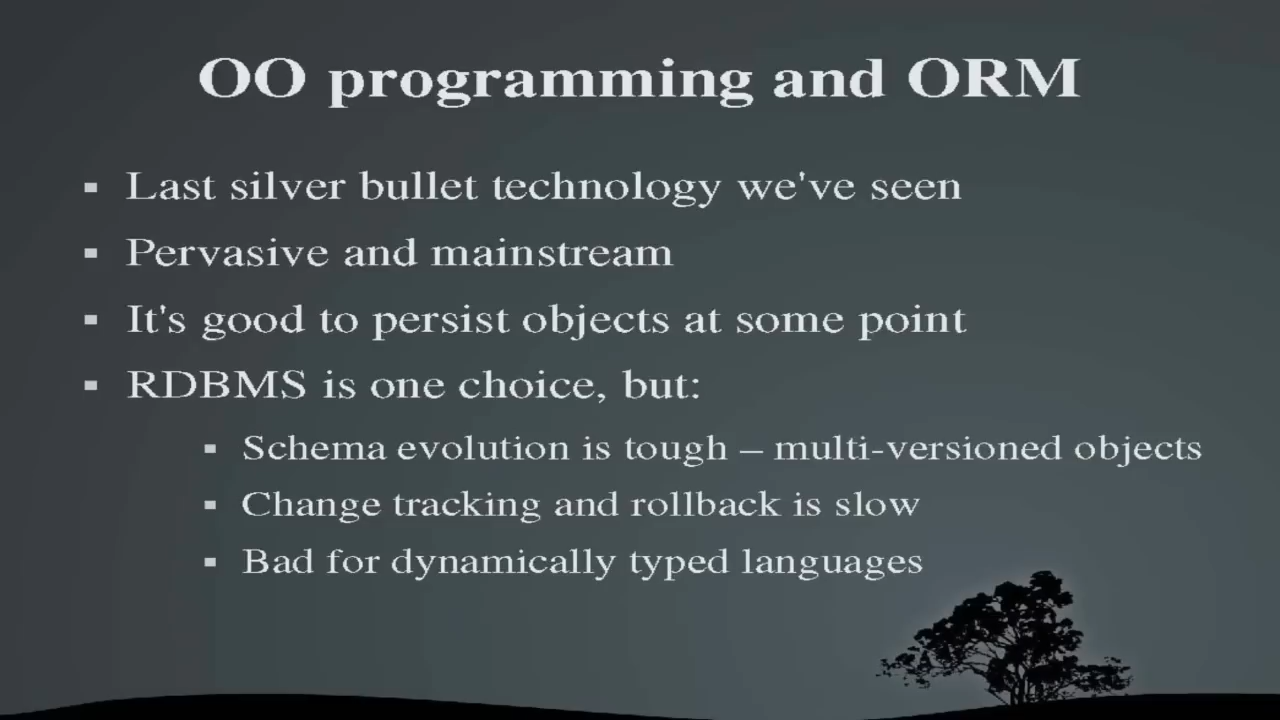 OO programming and ORM
Last silver bullet technology we've seen
Pervasive and mainstream
It's good to persist objects at some point
RDBMS is one choice, but:
Schema evolution is tough – multi-versioned objects
Change tracking and rollback is slow
Bad for dynamically typed languages